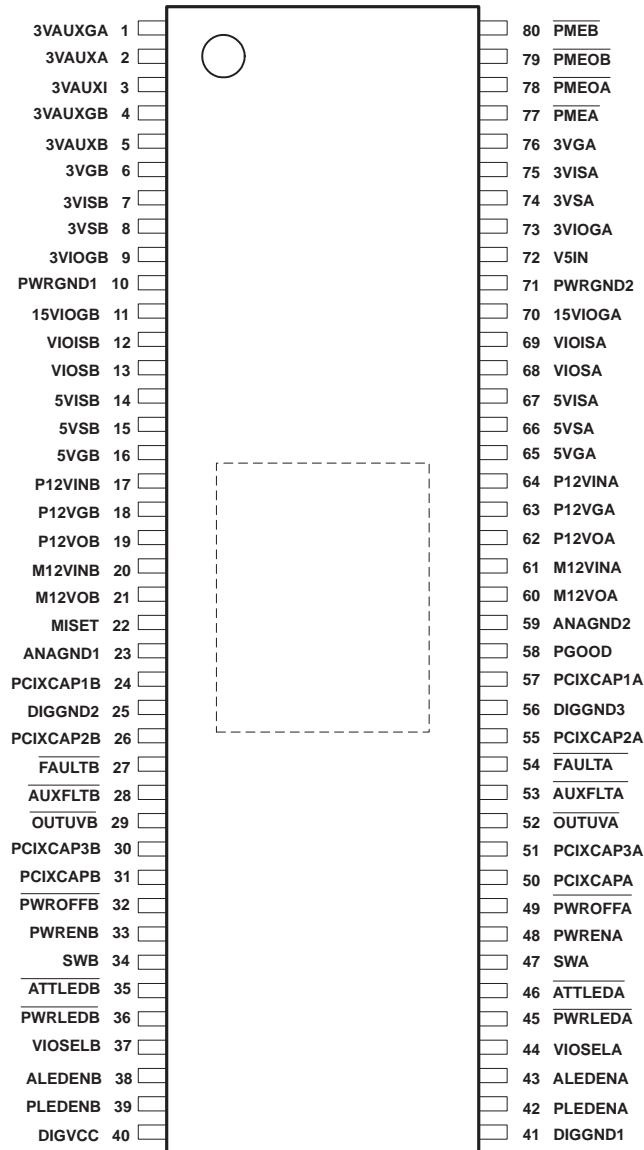 3VAUXGA 1 80 PMEB
3VAUXA 2 79 PMEOB
3VAUXI 3 78 PMEOA
3VAUXGB 4 77 PMEA
3VAUXB 5 76 3VGA
3VGB 6 75 3VISA
3VISB 7 74 3VSA
3VSB 8 73 3VIOGA
3VIOGB 9 72 V5IN
PWRGND1 10 71 PWRGND2
15VIOGB 11 70 15VIOGA
VIOISB 12 69 VIOISA
VIOSB 13 68 VIOSA
5VISB 14 67 5VISA
5VSB 15 66 5VSA
5VGB 16 65 5VGA
P12VINB 17 64 P12VINA
P12VGB 18 63 P12VGA
P12VOB 19 62 P12VOA
M12VINB 20 61 M12VINA
M12VOB 21 60 M12VOA
MISET 22 59 ANAGND2
ANAGND1 23 58 PGOOD
PCIXCAP1B 24 57 PCIXCAP1A
DIGGND2 25 56 DIGGND3
PCIXCAP2B 26 55 PCIXCAP2A
FAULTB 27 54 FAULTA
AUXFLTB 28 53 AUXFLTA
OUTUVB 29 52 OUTUVA
PCIXCAP3B 30 51 PCIXCAP3A
PCIXCAPB 31 50 PCIXCAPA
PWROFFB 32 49 PWROFFA
PWRENB 33 48 PWRENA
SWB 34 47 SWA
ATTLEDB 35 46 ATTLEDA
PWRLEDB 36 45 PWRLEDA
VIOSELB 37 44 VIOSELA
ALEDENB 38 43 ALEDENA
PLEDENB 39 42 PLEDENA
DIGVCC 40 41 DIGGND1